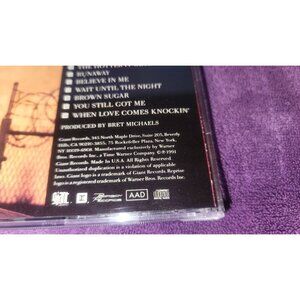 THE HOTTER
RUNAWAY
BELIEVE IN ME
WAIT UNTIL THE NIGHT
BROWN SUGAR
YOU STILL GOT ME
WHEN LOVE COMES KNOCKIN'
PRODUCED BY BRET MICHAELS
Giant Records, 345 North Maple Drive, Suite 205, Beverly
Hills, CA 90210-3855; 75 Rockefeller Plaza, New York,
NY 10019-6908. Manufactured exclusively by Warner
Bros. Records Inc., a Time Warner Company. ©℗1991
Giant Records. Made in U.S.A. All Rights Reserved.
Unauthorized duplication is a violation of applicable
laws. Giant logo is a trademark of Giant Records. Reprise
logo is a registered trademark of Warner Bros. Records Inc.
AAD